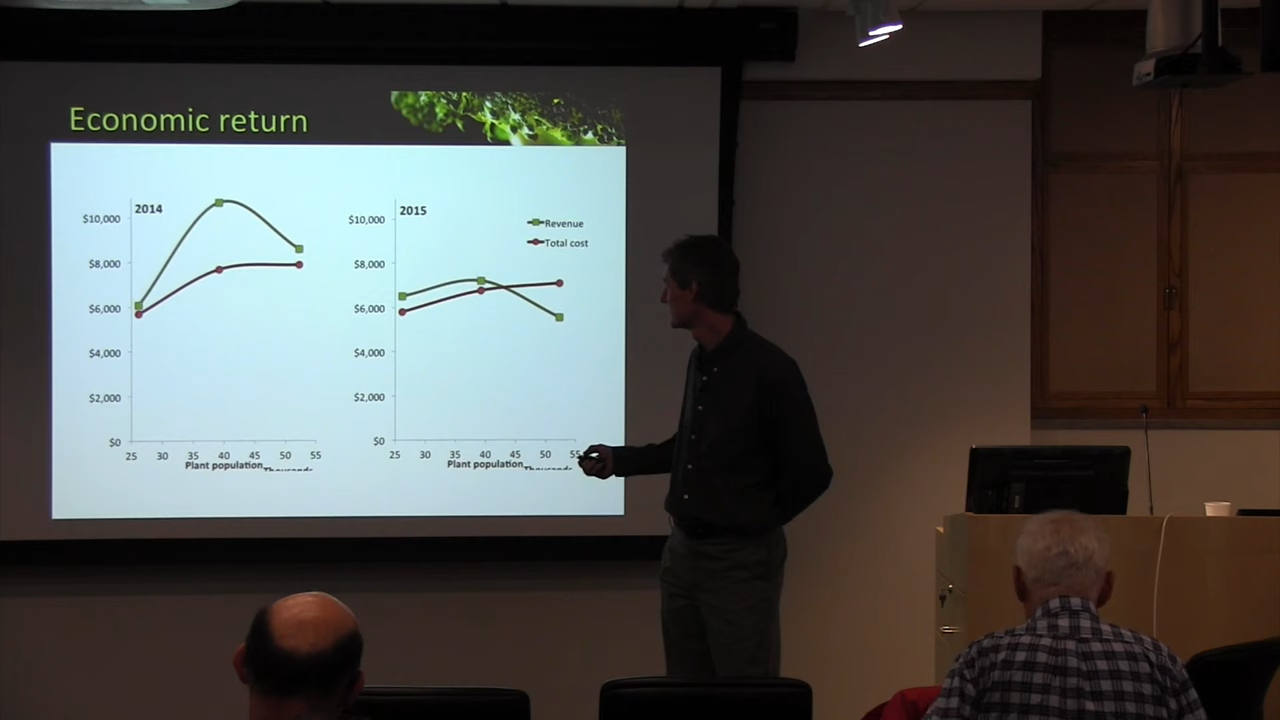 Economic return
2014
$10,000
$8,000
$6,000
$4,000
$2,000
$0
25 30 35 40 45 50 55
Plant population
Thousands
2015
Revenue
Total cost
$10,000
$8,000
$6,000
$4,000
$2,000
$0
25 30 35 40 45 50 55
Plant population
Thousands